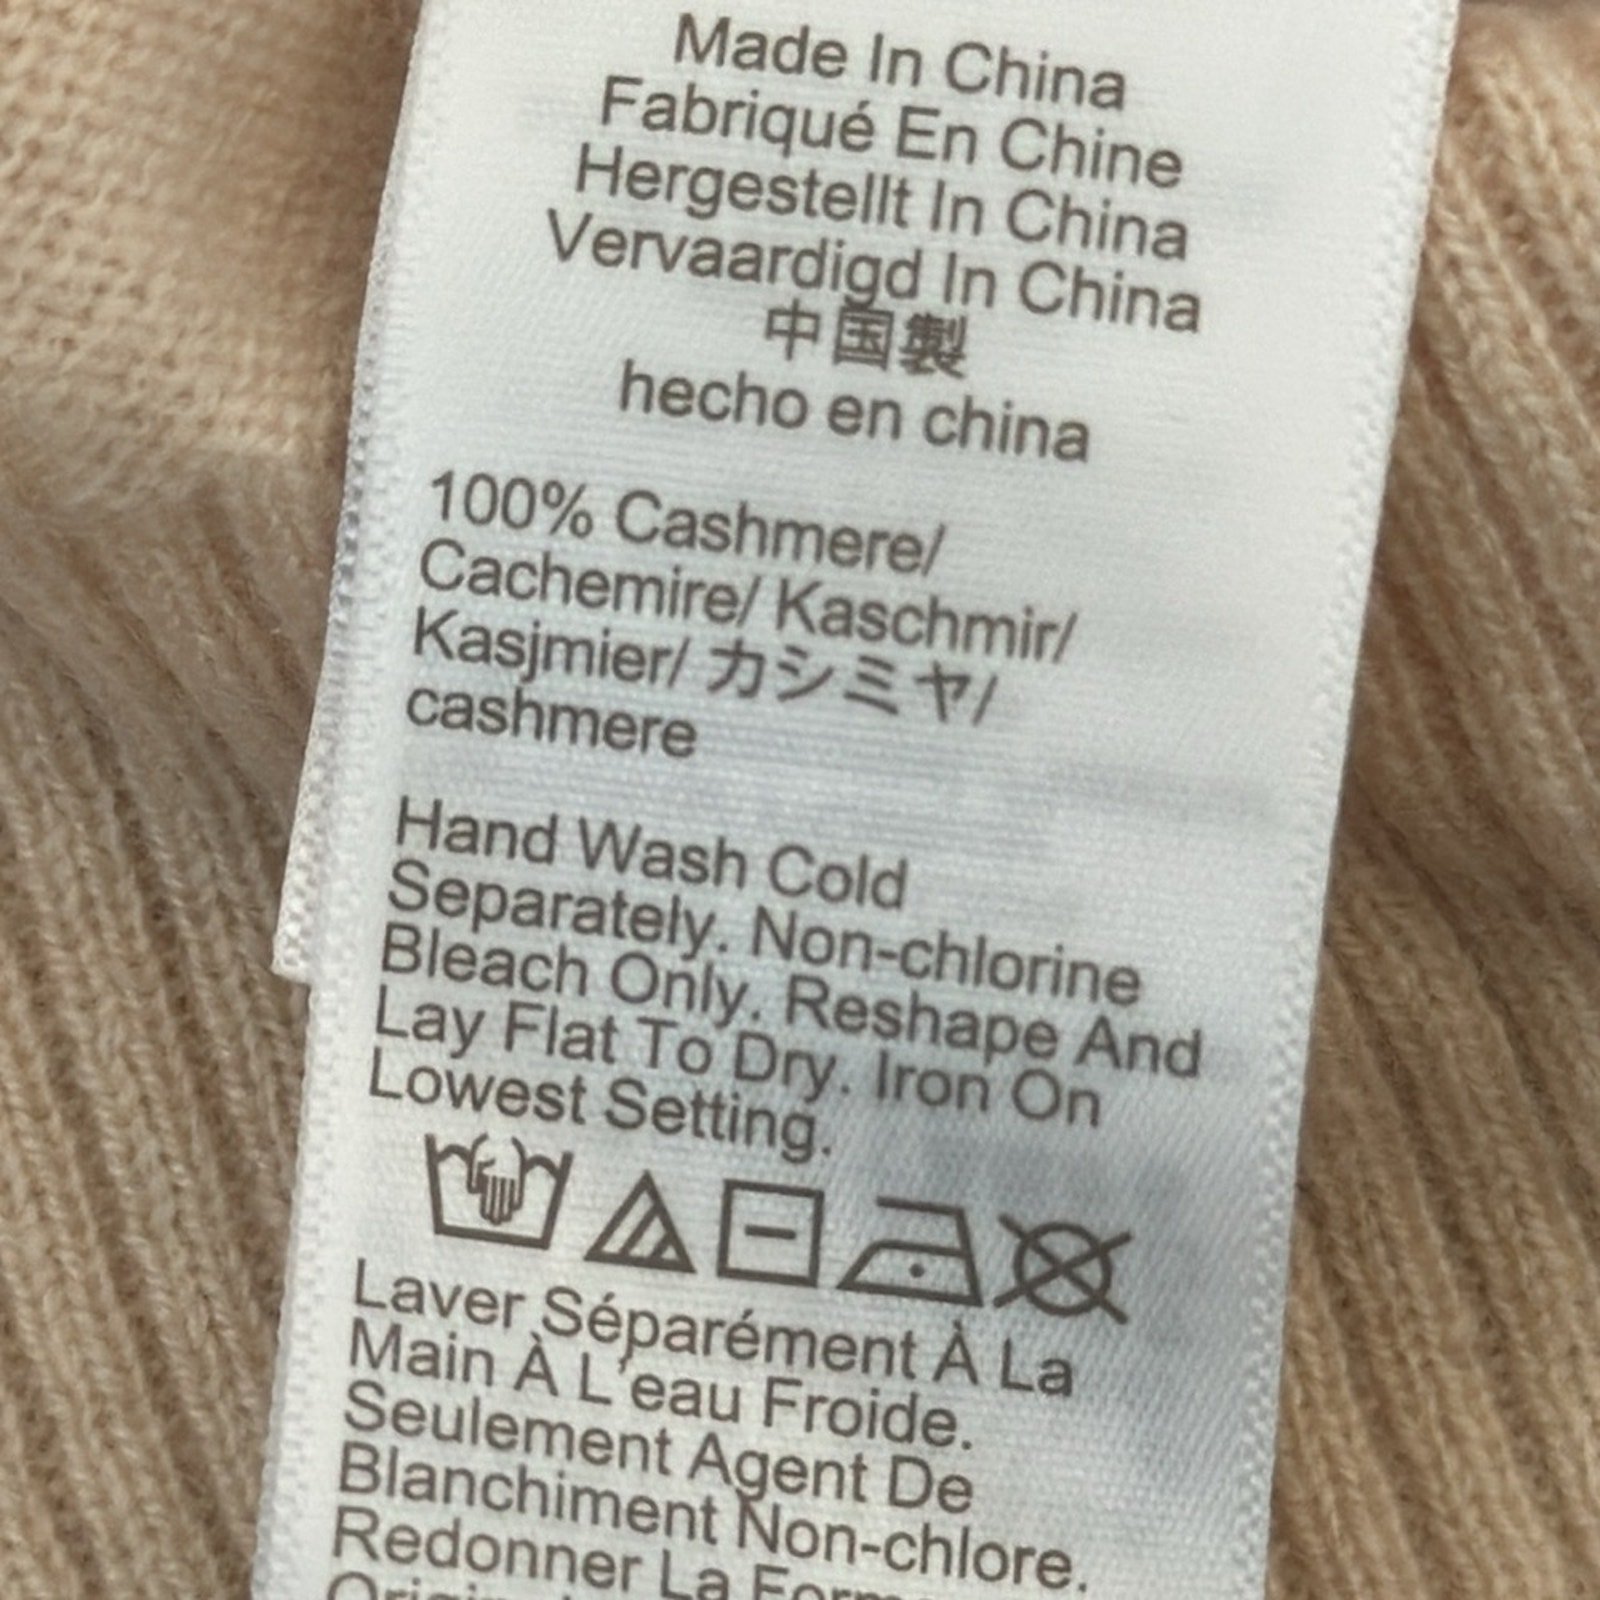 Made In China
Fabriqué En Chine
Hergestellt In China
Vervaardigd In China
中国製
hecho en china
100% Cashmere/
Cachemire/ Kaschmir/
Kasjmier/ カシミヤ/
cashmere
Hand Wash Cold
Separately. Non-chlorine
Bleach Only. Reshape And
Lay Flat To Dry. Iron On
Lowest Setting.
Laver Séparément À La
Main À L'eau Froide.
Seulement Agent De
Blanchiment Non-chlore.
Redonner La Forme